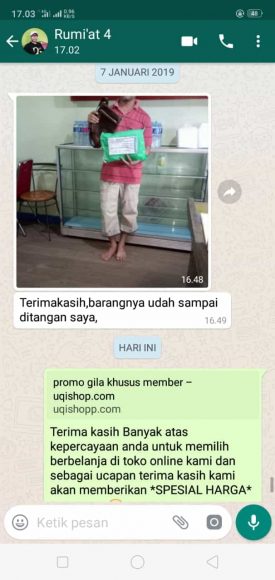 17.03
0.96
KB/S
48
Rumi'at 4
17.02
7 JANUARI 2019
16.48
Terimakasih,barangnya udah sampai
ditangan saya,
16.49
HARI INI
promo gila khusus member –
uqishopp.com
uqishopp.com
Terima kasih Banyak atas
kepercayaan anda untuk memilih
berbelanja di toko online kami dan
sebagai ucapan terima kasih kami
akan memberikan *SPESIAL HARGA*
Ketik pesan